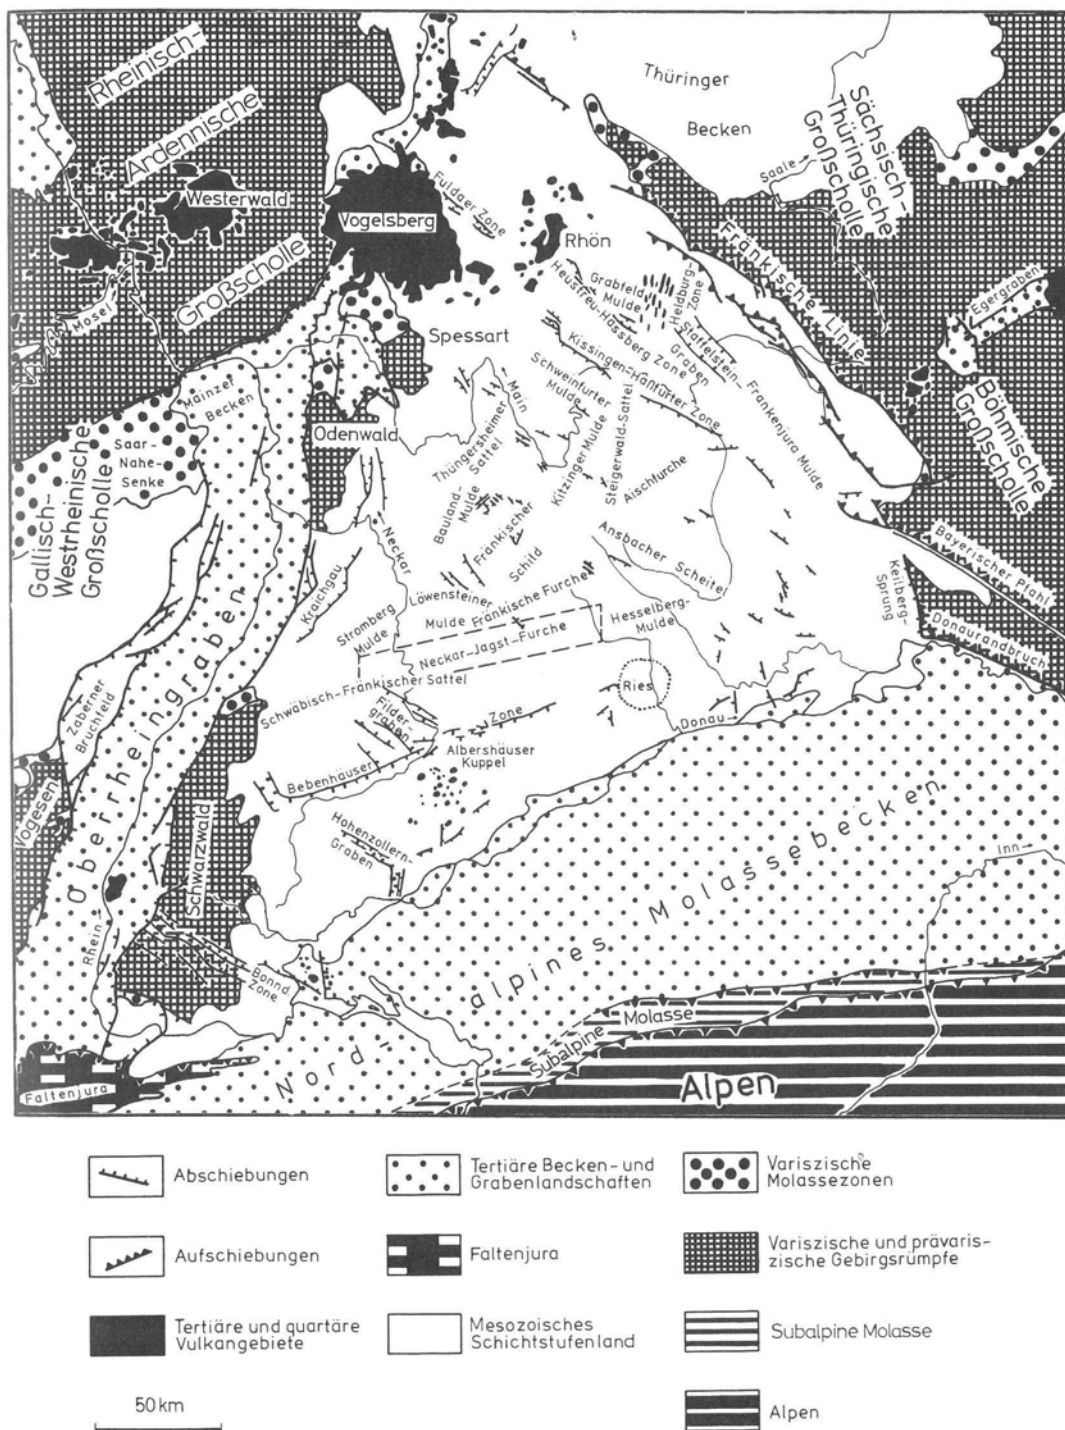 Rheinisch-
Ardennische
Großscholle
Westerwald
Vogelsberg
Mosel
Fuldaer Zone
Rhön
Thüringer
Becken
Saale
Sächsisch-
Thüringische
Großscholle
Fränkische Linie
Egergraben
Böhmische
Großscholle
Heustreu-Hassberg Zone
Grabfeld
Mulde
Heldburg-
Zone
Staffelstein-
Graben
Kissingen-Haßfurter Zone
Spessart
Main
Schweinfurter
Mulde
Mainzer
Becken
Saar-
Nahe-
Senke
Odenwald
Gallisch-
Westrheinische
Großscholle
Thüngersheimer
Sattel
Kitzinger Mulde
Steigerwald-Sattel
Aischfurche
Frankenjura Mulde
Bauland-
Mulde
Fränkischer
Schild
Ansbacher
Scheitel
Neckar
Kraichgau
Stromberg
Mulde
Löwensteiner
Mulde
Fränkische Furche
Neckar-Jagst-Furche
Hesselberg-
Mulde
Keilberg-
Sprung
Bayerischer Pfahl
Donaurandbruch
Schwäbisch-Fränkischer Sattel
Ries
Donau
Filder-
graben
Zone
Albershäuser
Kuppel
Bebenhäuser
Hohenzollern-
Graben
Zaberner
Bruchfeld
Oberrheingraben
Vogesen
Schwarzwald
Rhein
Bonnd.
Zone
Nord-
alpines Molassebecken
Inn
Subalpine Molasse
Alpen
Faltenjura
Abschiebungen
Tertiäre Becken- und
Grabenlandschaften
Variszische
Molassezonen
Aufschiebungen
Faltenjura
Variszische und prävaris-
zische Gebirgsrümpfe
Tertiäre und quartäre
Vulkangebiete
Mesozoisches
Schichtstufenland
Subalpine Molasse
50 km
Alpen